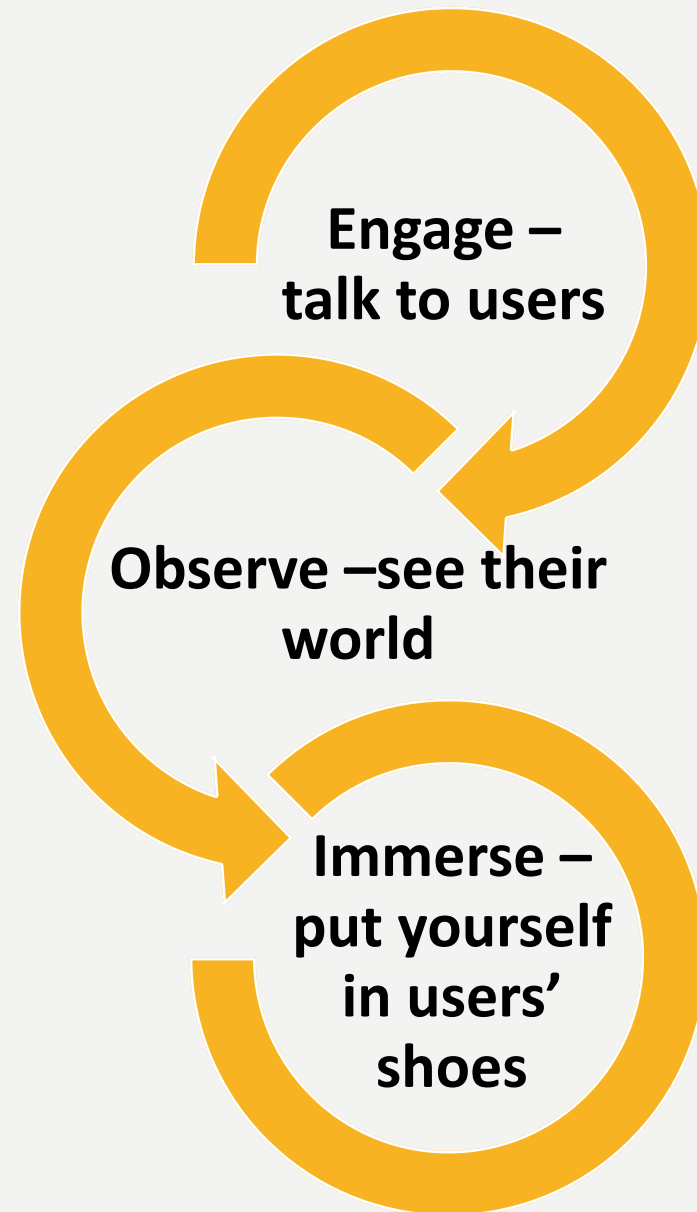 Engage –
talk to users
Observe –see their
world
Immerse –
put yourself
in users’
shoes